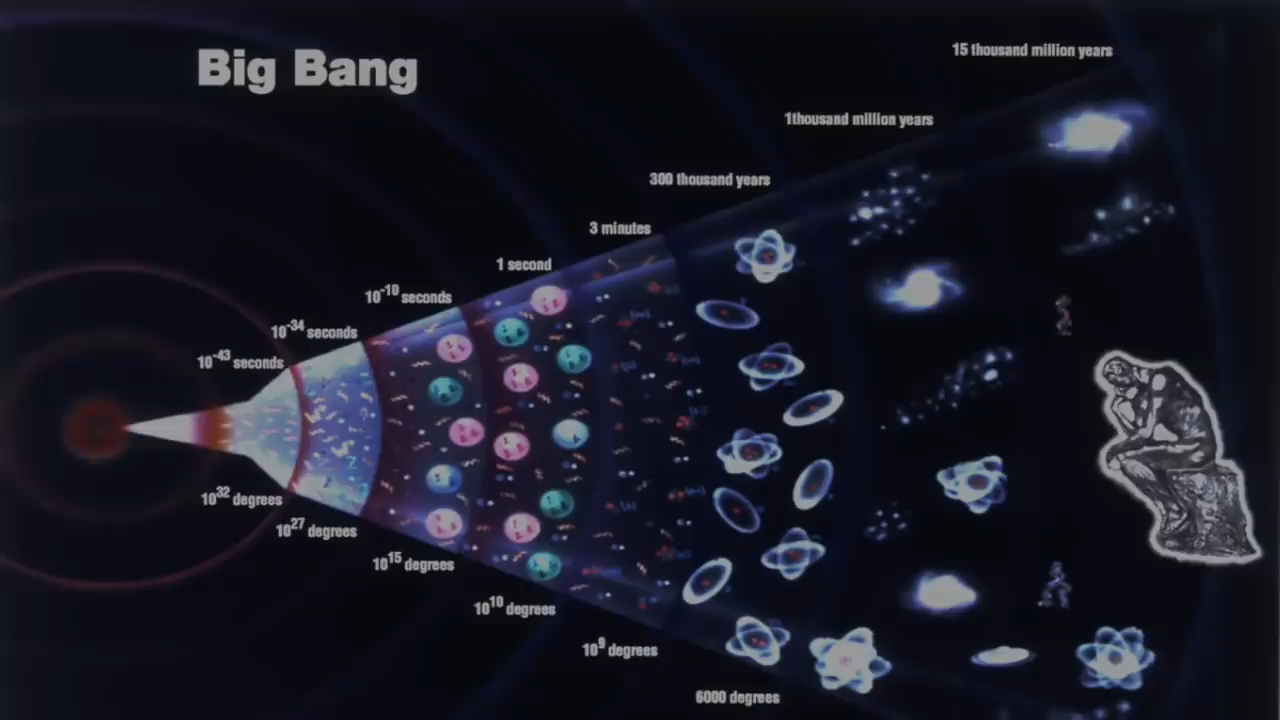 Big Bang
15 thousand million years
1thousand million years
300 thousand years
3 minutes
1 second
10-10 seconds
10-34 seconds
10-43 seconds
1032 degrees
1027 degrees
1015 degrees
1010 degrees
109 degrees
6000 degrees